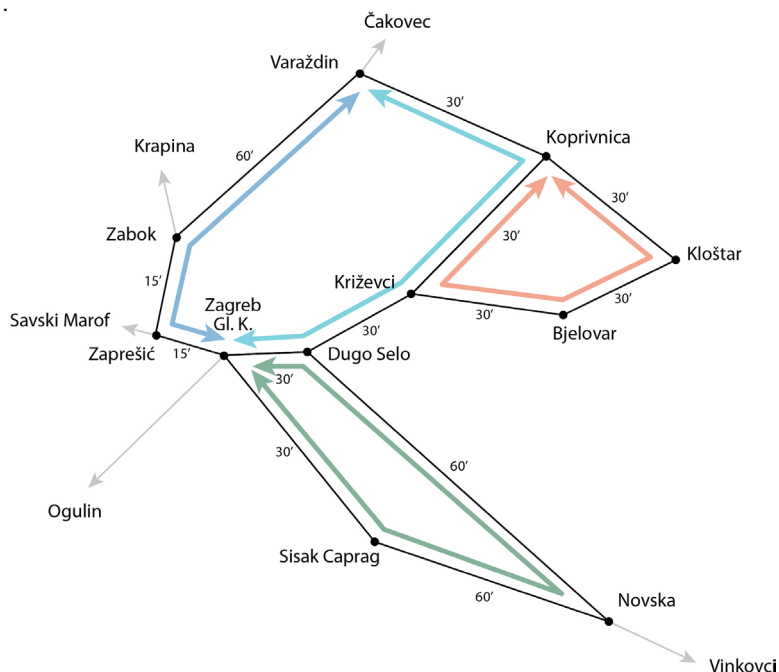 .
Čakovec
Varaždin
30′
Koprivnica
Krapina
60′
30′
Zabok
30′
Kloštar
Križevci
15′
30′
Zagreb
Gl. K.
30′
Savski Marof
30′
Bjelovar
Zaprešić
15′
Dugo Selo
30′
30′
60′
Ogulin
Sisak Caprag
60′
Novska
Vinkovci